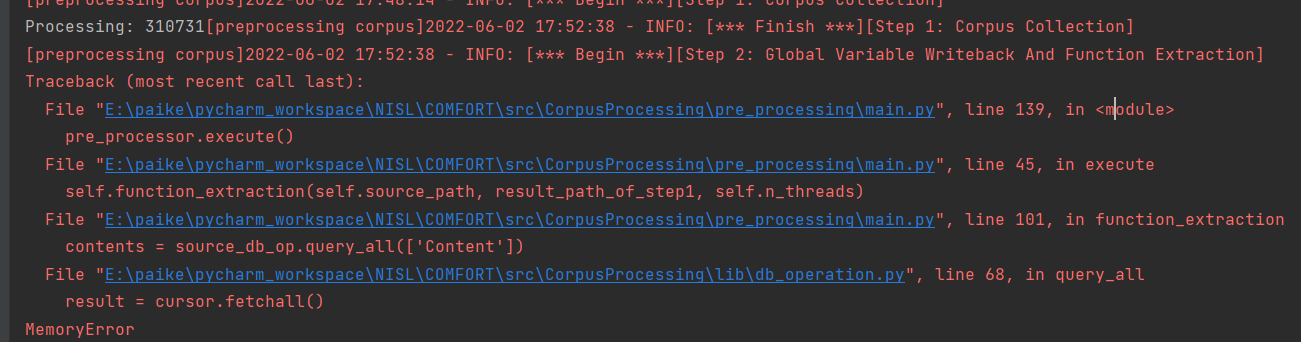 [preprocessing corpus]2022-06-02 17:48:14 - INFO: [*** Begin ***][Step 1: Corpus Collection]
Processing: 310731[preprocessing corpus]2022-06-02 17:52:38 - INFO: [*** Finish ***][Step 1: Corpus Collection]
[preprocessing corpus]2022-06-02 17:52:38 - INFO: [*** Begin ***][Step 2: Global Variable Writeback And Function Extraction]
Traceback (most recent call last):
  File "E:\paike\pycharm_workspace\NISL\COMFORT\src\CorpusProcessing\pre_processing\main.py", line 139, in <module>
    pre_processor.execute()
  File "E:\paike\pycharm_workspace\NISL\COMFORT\src\CorpusProcessing\pre_processing\main.py", line 45, in execute
    self.function_extraction(self.source_path, result_path_of_step1, self.n_threads)
  File "E:\paike\pycharm_workspace\NISL\COMFORT\src\CorpusProcessing\pre_processing\main.py", line 101, in function_extraction
    contents = source_db_op.query_all(['Content'])
  File "E:\paike\pycharm_workspace\NISL\COMFORT\src\CorpusProcessing\lib\db_operation.py", line 68, in query_all
    result = cursor.fetchall()
MemoryError